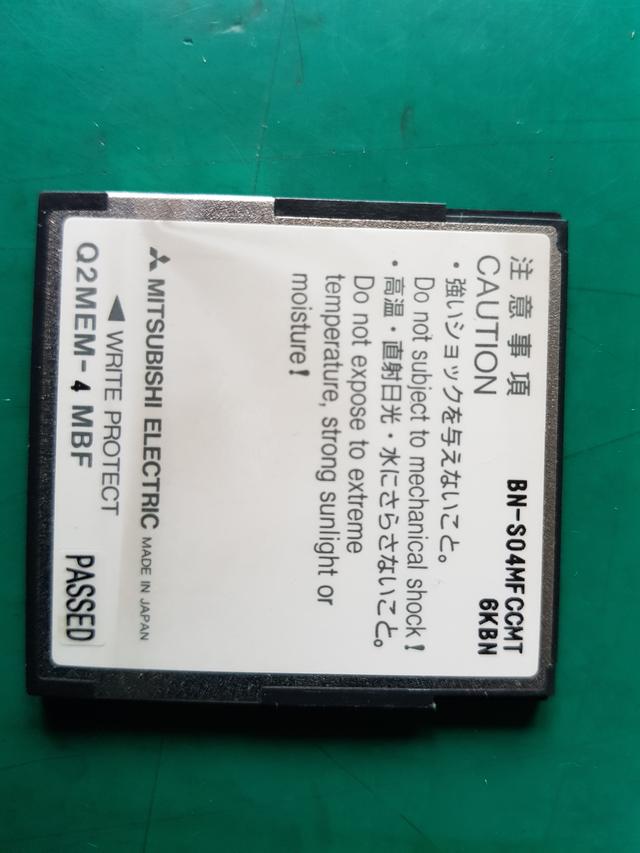 注意事項
CAUTION
BN-S04MFCCMT
6KBN
・強いショックを与えないこと。
Do not subject to mechanical shock!
・高温・直射日光・水にさらさないこと。
Do not expose to extreme
temperature, strong sunlight or
moisture!
MITSUBISHI ELECTRIC MADE IN JAPAN
◀ WRITE PROTECT
Q2MEM-4 MBF
PASSED